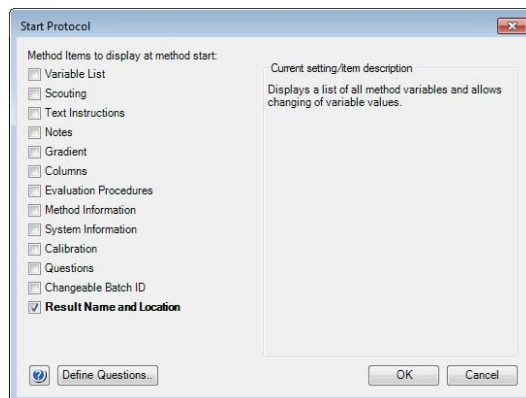 Start Protocol
Method Items to display at method start:
Variable List
Scouting
Text Instructions
Notes
Gradient
Columns
Evaluation Procedures
Method Information
System Information
Calibration
Questions
Changeable Batch ID
Result Name and Location
Current setting/item description
Displays a list of all method variables and allows
changing of variable values.
Define Questions..
OK
Cancel